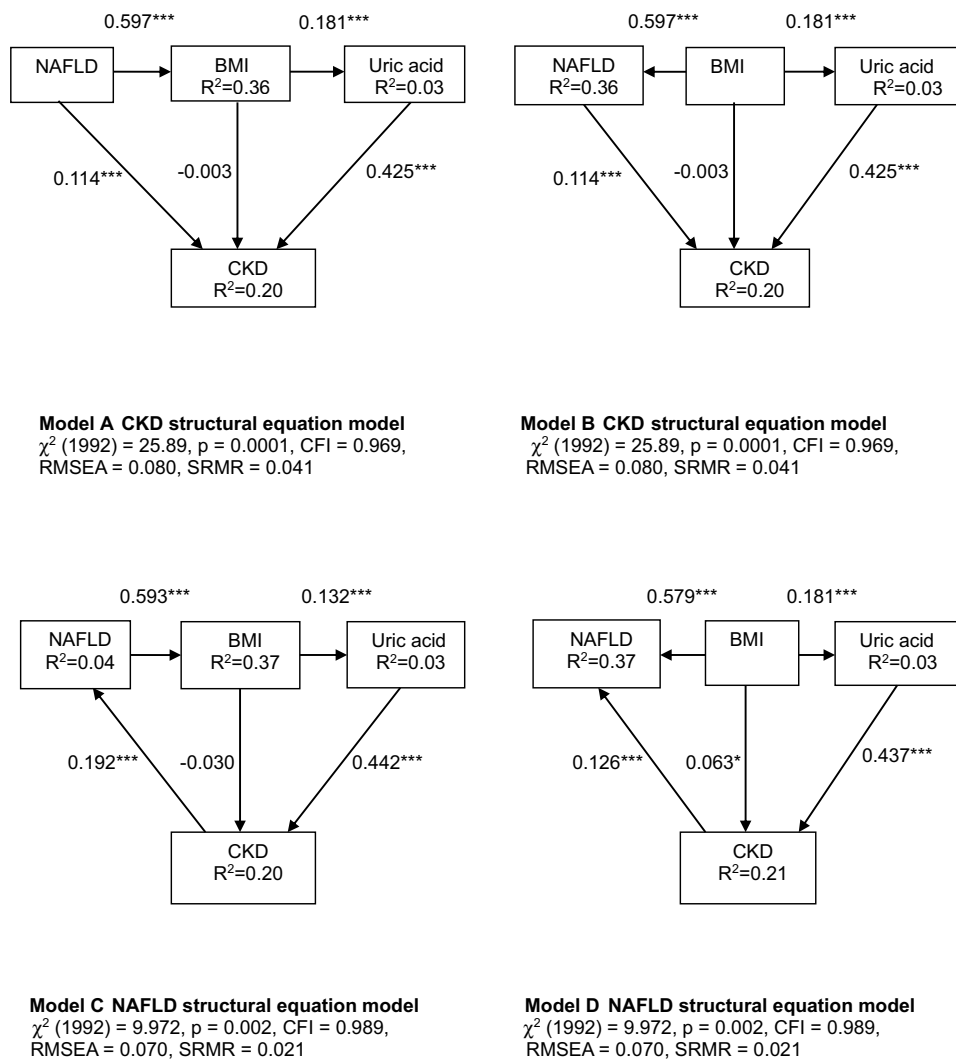 0.597*** 0.181***
NAFLD
BMI
R²=0.36
Uric acid
R²=0.03
0.114***
-0.003
0.425***
CKD
R²=0.20
Model A CKD structural equation model
χ² (1992) = 25.89, p = 0.0001, CFI = 0.969,
RMSEA = 0.080, SRMR = 0.041
0.597*** 0.181***
NAFLD
R²=0.36
BMI
Uric acid
R²=0.03
0.114***
-0.003
0.425***
CKD
R²=0.20
Model B CKD structural equation model
χ² (1992) = 25.89, p = 0.0001, CFI = 0.969,
RMSEA = 0.080, SRMR = 0.041
0.593*** 0.132***
NAFLD
R²=0.04
BMI
R²=0.37
Uric acid
R²=0.03
0.192***
-0.030
0.442***
CKD
R²=0.20
Model C NAFLD structural equation model
χ² (1992) = 9.972, p = 0.002, CFI = 0.989,
RMSEA = 0.070, SRMR = 0.021
0.579*** 0.181***
NAFLD
R²=0.37
BMI
Uric acid
R²=0.03
0.126***
0.063*
0.437***
CKD
R²=0.21
Model D NAFLD structural equation model
χ² (1992) = 9.972, p = 0.002, CFI = 0.989,
RMSEA = 0.070, SRMR = 0.021